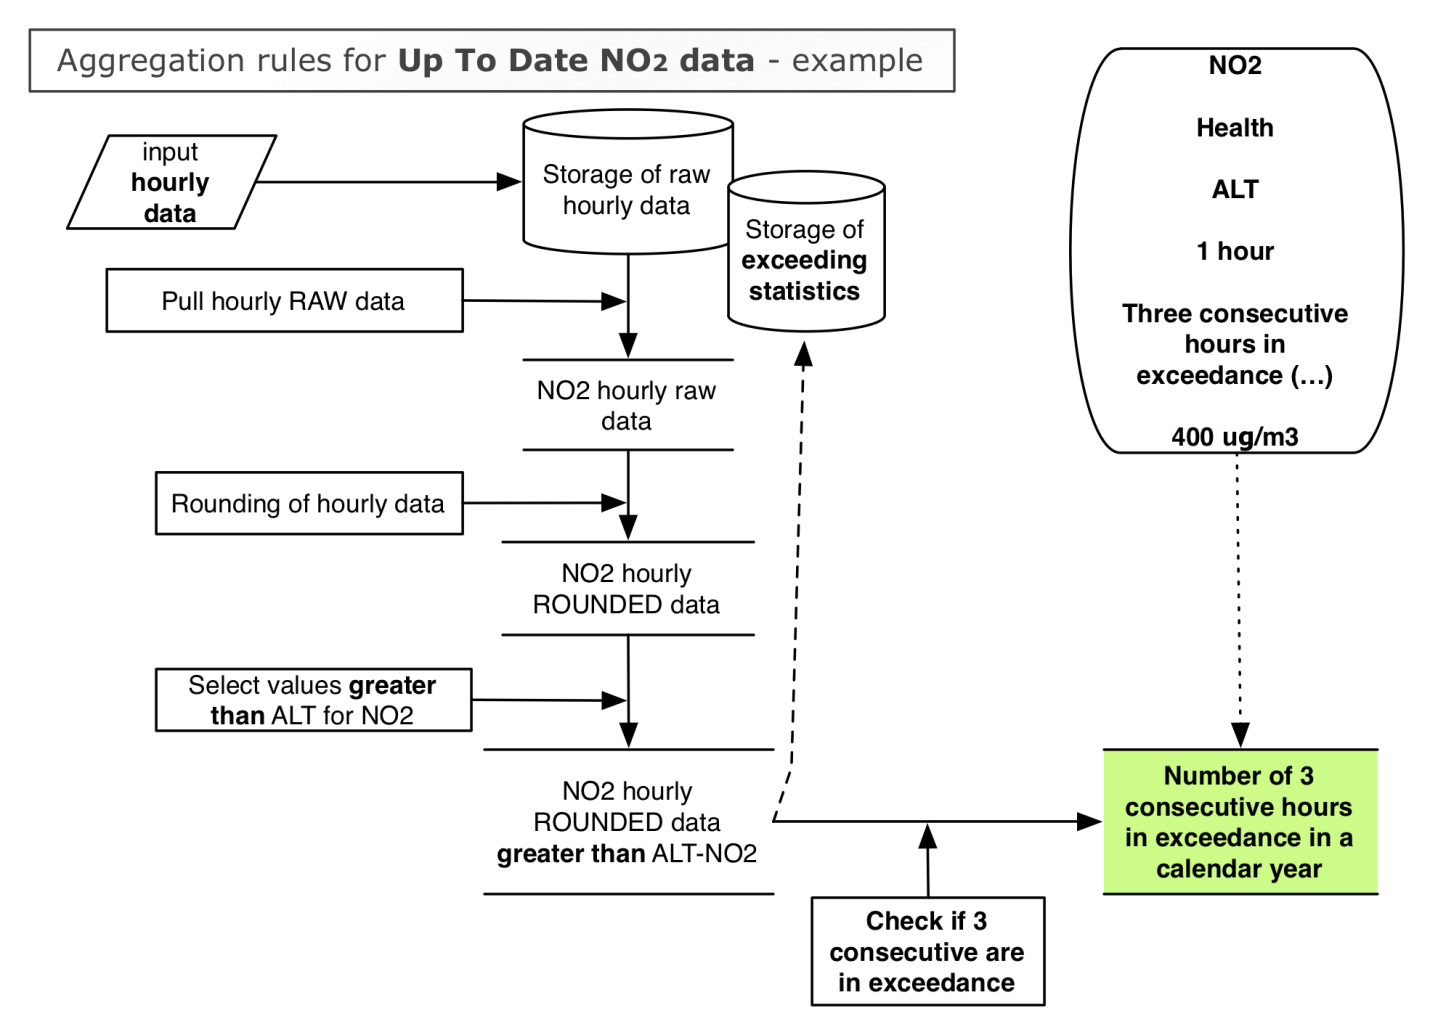 Aggregation rules for Up To Date NO2 data - example
input
hourly
data
Storage of raw
hourly data
Storage of
exceeding
statistics
Pull hourly RAW data
NO2 hourly raw
data
Rounding of hourly data
NO2 hourly
ROUNDED data
Select values greater
than ALT for NO2
NO2 hourly
ROUNDED data
greater than ALT-NO2
Check if 3
consecutive are
in exceedance
NO2
Health
ALT
1 hour
Three consecutive
hours in
exceedance (...)
400 ug/m3
Number of 3
consecutive hours
in exceedance in a
calendar year